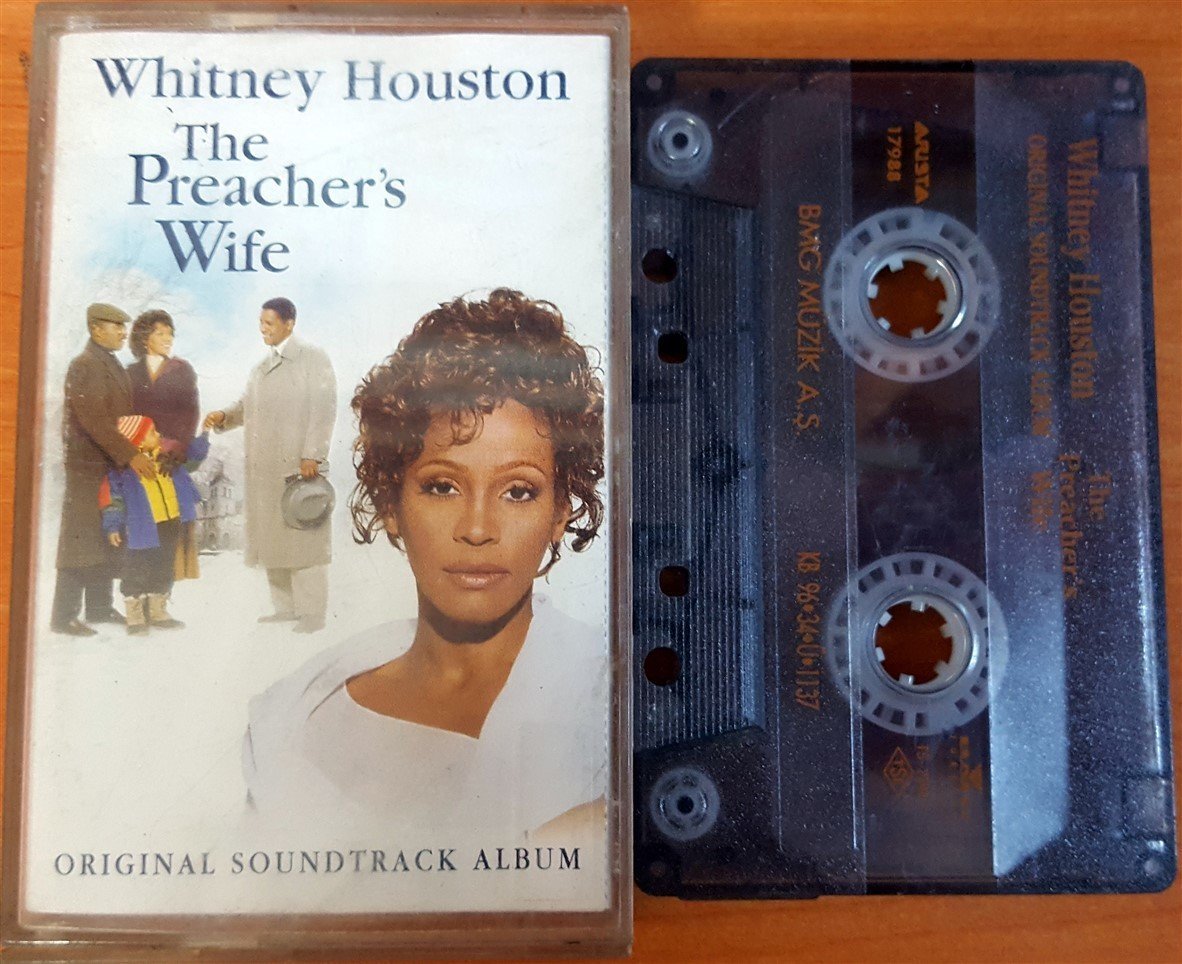 Whitney Houston
The
Preacher's
Wife
ORIGINAL SOUNDTRACK ALBUM
Whitney Houston
The
Preacher's
Wife
ORIGINAL SOUNDTRACK ALBUM
ARISTA
17988
BMG MUZIK A.Ş.
KB 96•34•Ü•1137